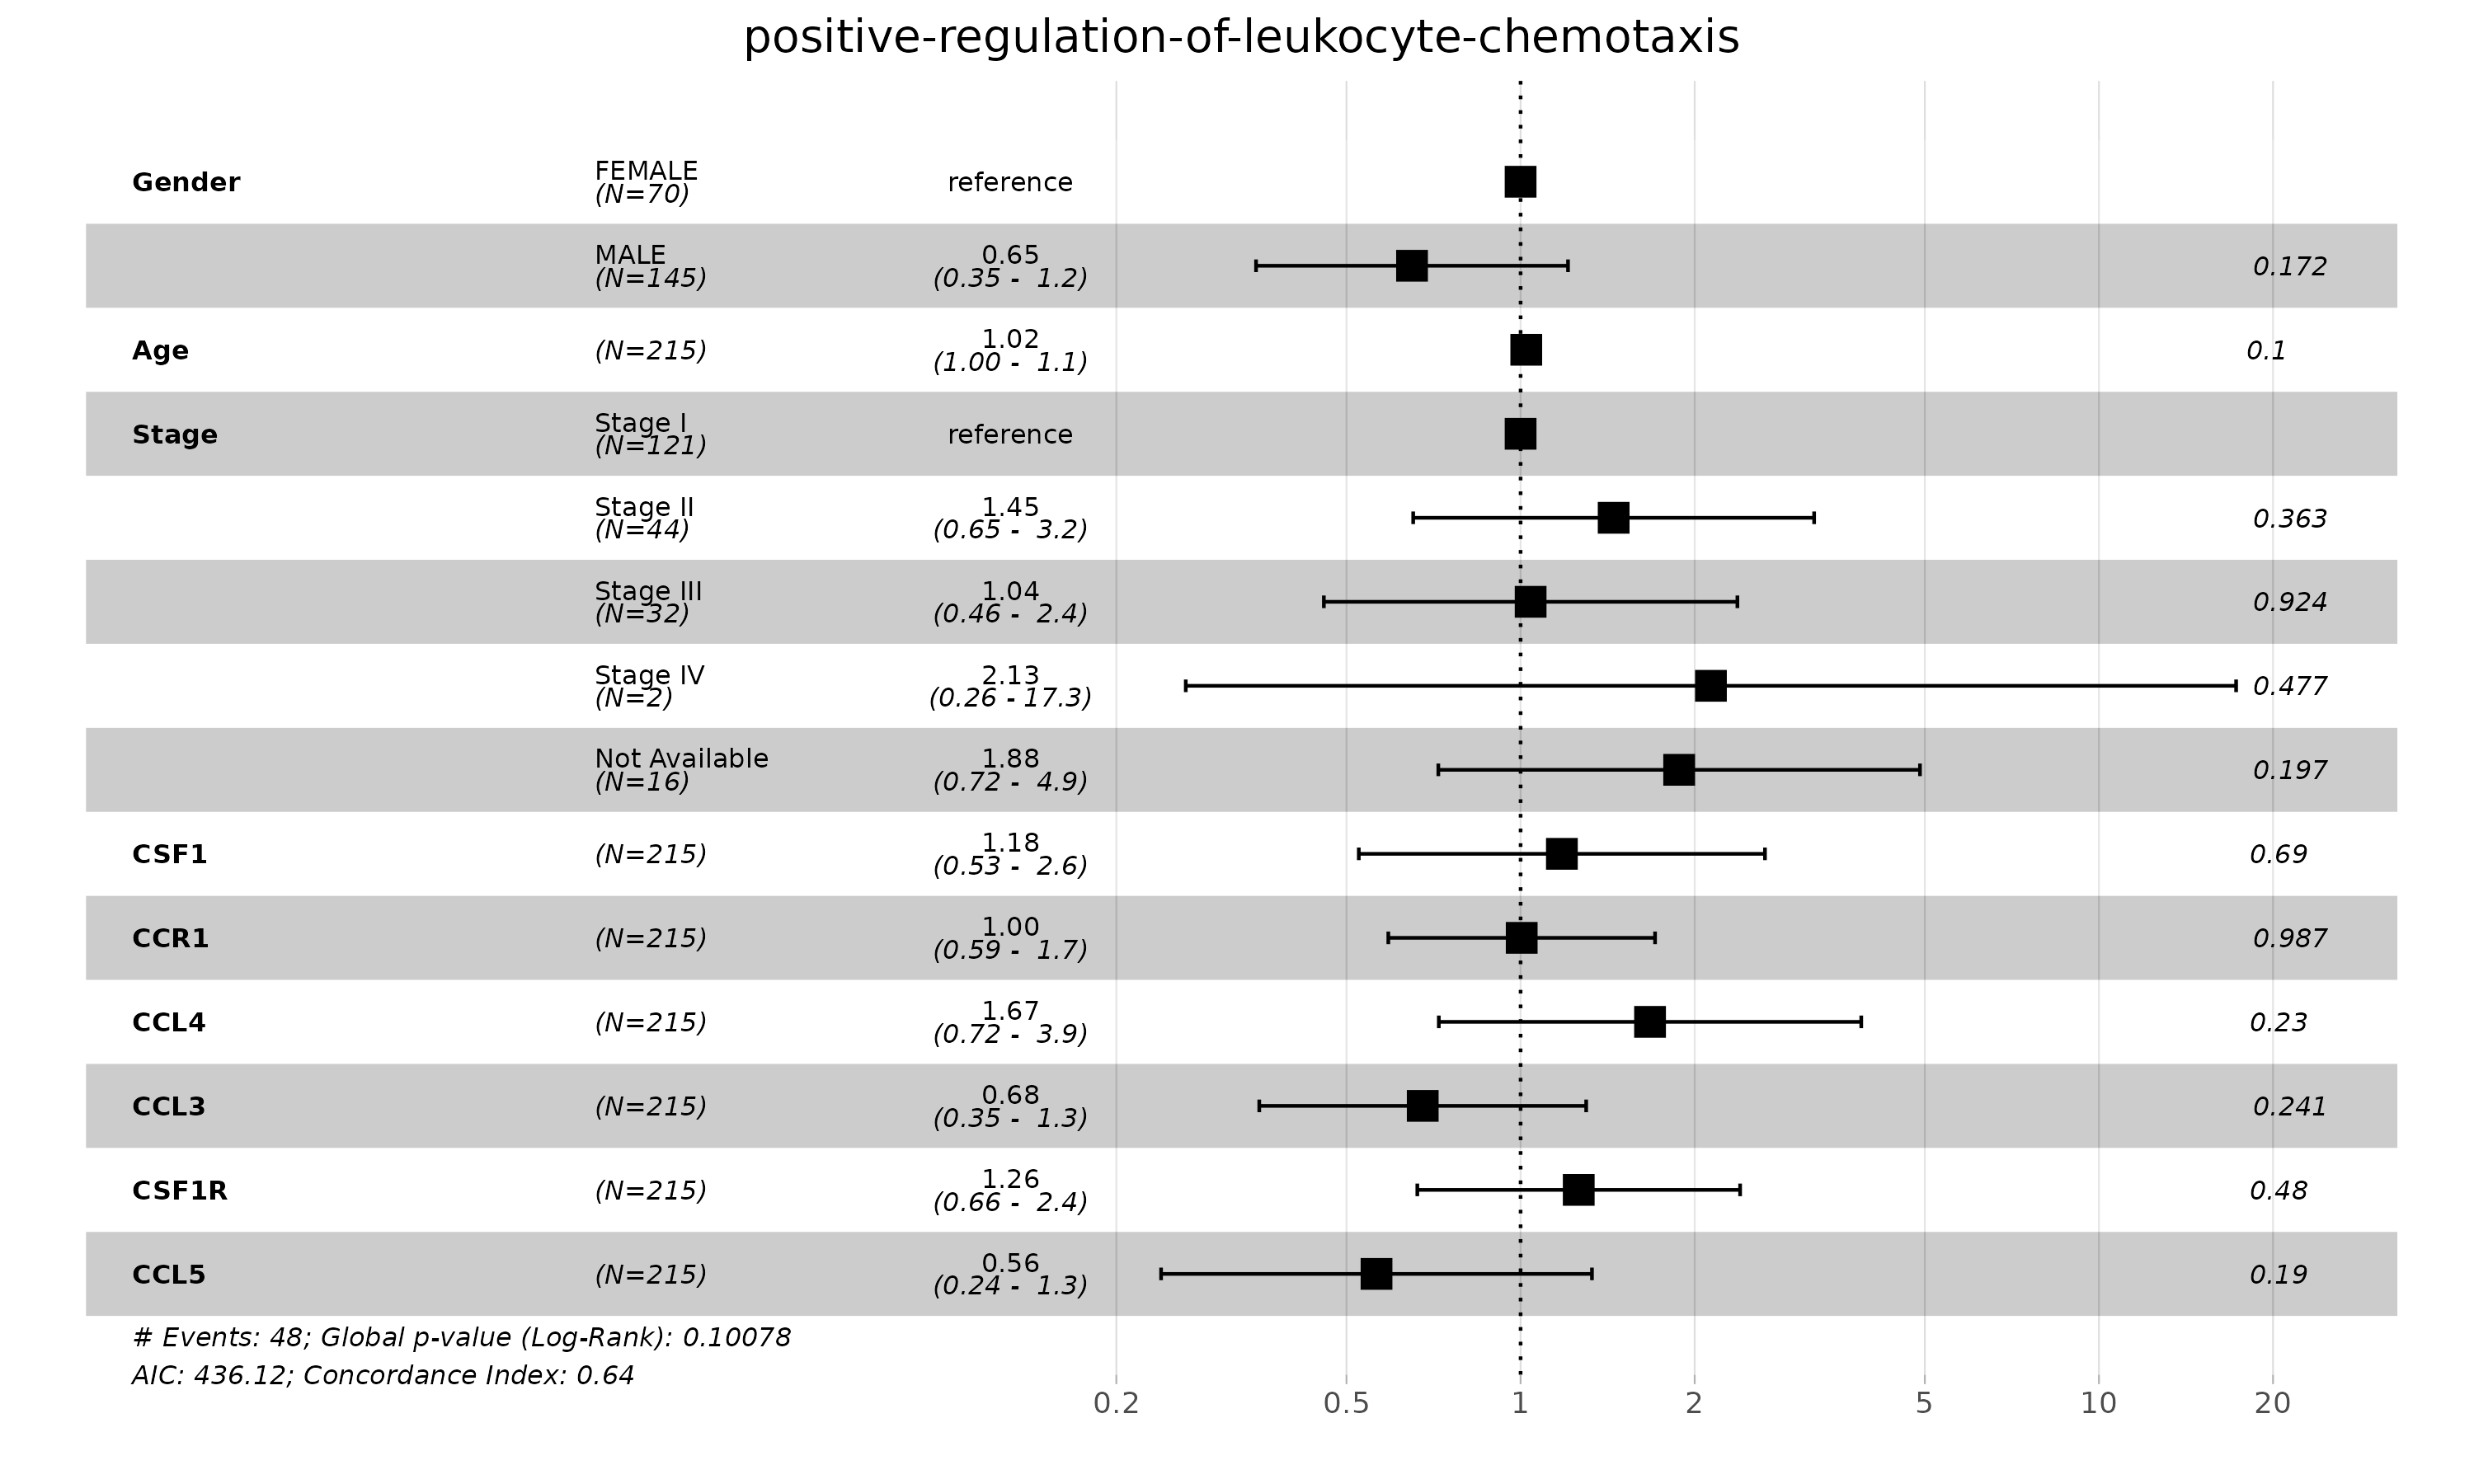 positive-regulation-of-leukocyte-chemotaxis
Gender FEMALE (N=70) reference
MALE (N=145) 0.65 (0.35 - 1.2) 0.172
Age (N=215) 1.02 (1.00 - 1.1) 0.1
Stage Stage I (N=121) reference
Stage II (N=44) 1.45 (0.65 - 3.2) 0.363
Stage III (N=32) 1.04 (0.46 - 2.4) 0.924
Stage IV (N=2) 2.13 (0.26 - 17.3) 0.477
Not Available (N=16) 1.88 (0.72 - 4.9) 0.197
CSF1 (N=215) 1.18 (0.53 - 2.6) 0.69
CCR1 (N=215) 1.00 (0.59 - 1.7) 0.987
CCL4 (N=215) 1.67 (0.72 - 3.9) 0.23
CCL3 (N=215) 0.68 (0.35 - 1.3) 0.241
CSF1R (N=215) 1.26 (0.66 - 2.4) 0.48
CCL5 (N=215) 0.56 (0.24 - 1.3) 0.19
# Events: 48; Global p-value (Log-Rank): 0.10078
AIC: 436.12; Concordance Index: 0.64
0.2 0.5 1 2 5 10 20